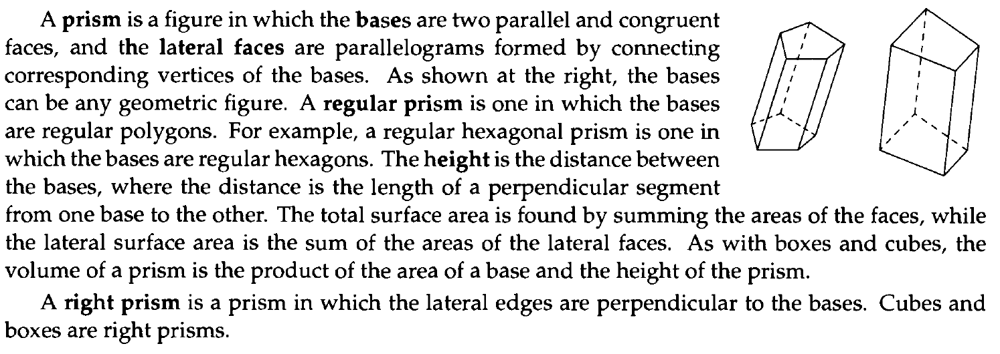 A prism is a figure in which the bases are two parallel and congruent
faces, and the lateral faces are parallelograms formed by connecting
corresponding vertices of the bases. As shown at the right, the bases
can be any geometric figure. A regular prism is one in which the bases
are regular polygons. For example, a regular hexagonal prism is one in
which the bases are regular hexagons. The height is the distance between
the bases, where the distance is the length of a perpendicular segment
from one base to the other. The total surface area is found by summing the areas of the faces, while
the lateral surface area is the sum of the areas of the lateral faces. As with boxes and cubes, the
volume of a prism is the product of the area of a base and the height of the prism.
A right prism is a prism in which the lateral edges are perpendicular to the bases. Cubes and
boxes are right prisms.